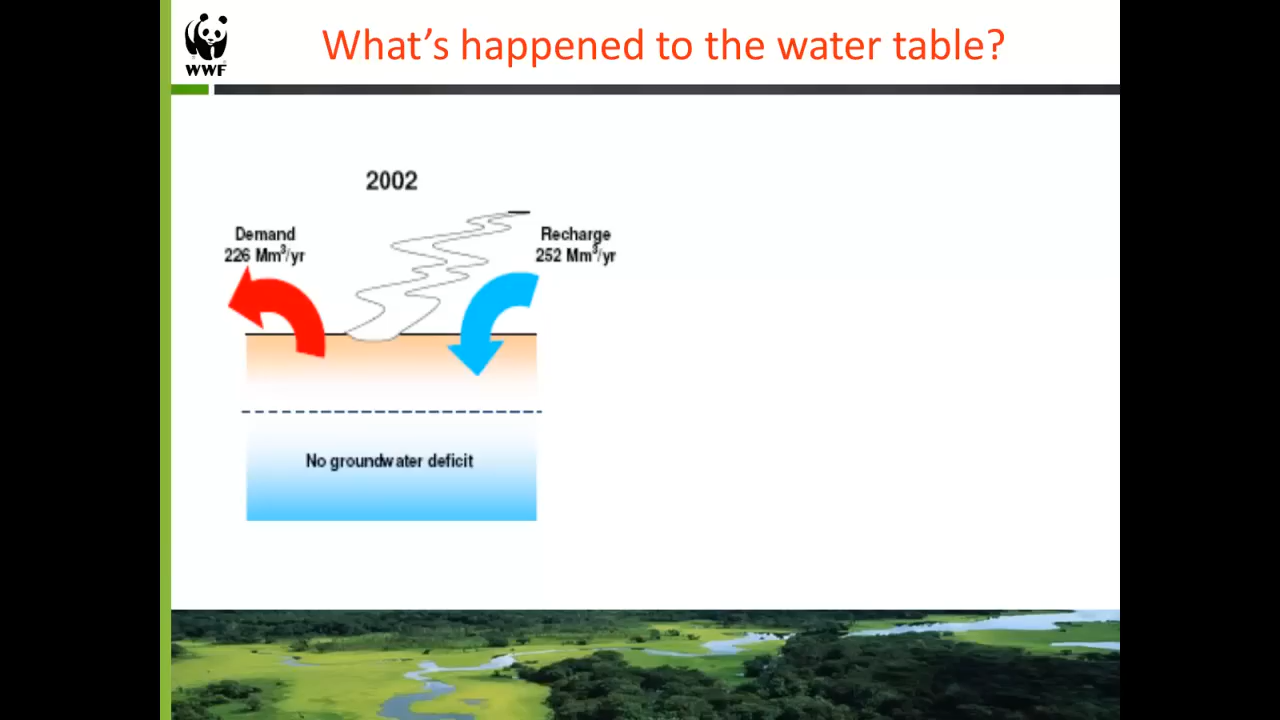 WWF
What's happened to the water table?
2002
Demand
226 Mm³/yr
Recharge
252 Mm³/yr
No groundwater deficit